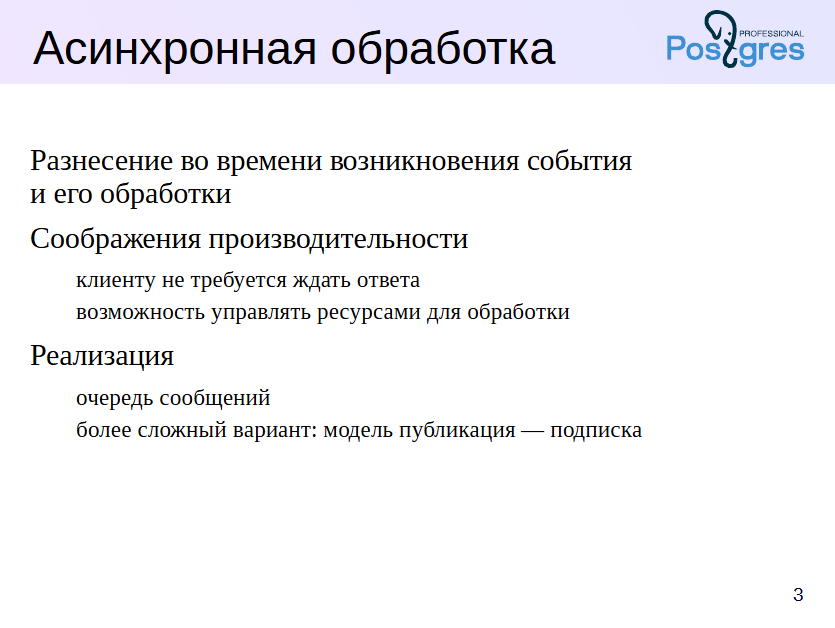 Асинхронная обработка
PROFESSIONAL
Postgres
Разнесение во времени возникновения события
и его обработки
Соображения производительности
клиенту не требуется ждать ответа
возможность управлять ресурсами для обработки
Реализация
очередь сообщений
более сложный вариант: модель публикация — подписка
3